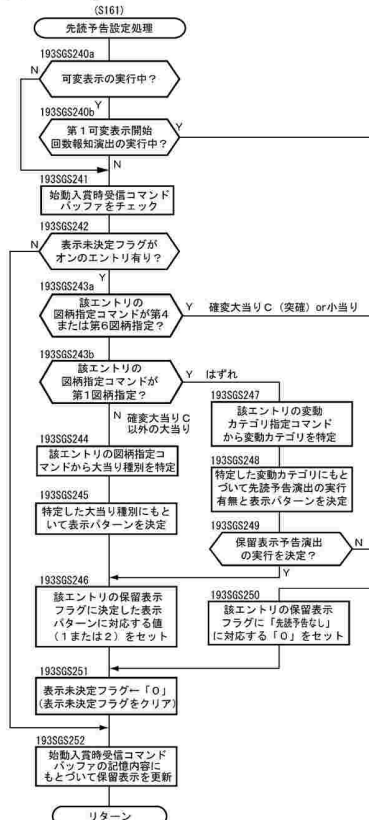 (S161)
先読予告設定処理
193SGS240a
N
可変表示の実行中？
Y
193SGS240b
第１可変表示開始
回数報知演出の実行中？
Y
N
193SGS241
始動入賞時受信コマンド
バッファをチェック
193SGS242
N
表示未決定フラグが
オンのエントリ有り？
Y
193SGS243a
該エントリの
図柄指定コマンドが第4
または第6図柄指定？
Y
確変大当りＣ（突確）or小当り
193SGS243b
N
該エントリの
図柄指定コマンドが
第１図柄指定？
Y
はずれ
N
確変大当りＣ
以外の大当り
193SGS244
該エントリの図柄指定コ
マンドから大当り種別を特定
193SGS245
特定した大当り種別にもと
づいて表示パターンを決定
193SGS247
該エントリの変動
カテゴリ指定コマンド
から変動カテゴリを特定
193SGS248
特定した変動カテゴリにもと
づいて先読予告演出の実行
有無と表示パターンを決定
193SGS249
保留表示予告演出
の実行を決定？
N
Y
193SGS246
該エントリの保留表示
フラグに決定した表示
パターンに対応する値
（１または２）をセット
193SGS250
該エントリの保留表示
フラグに「先読予告なし」
に対応する「０」をセット
193SGS251
表示未決定フラグ←「０」
(表示未決定フラグをクリア)
193SGS252
始動入賞時受信コマンド
バッファの記憶内容に
もとづいて保留表示を更新
リターン